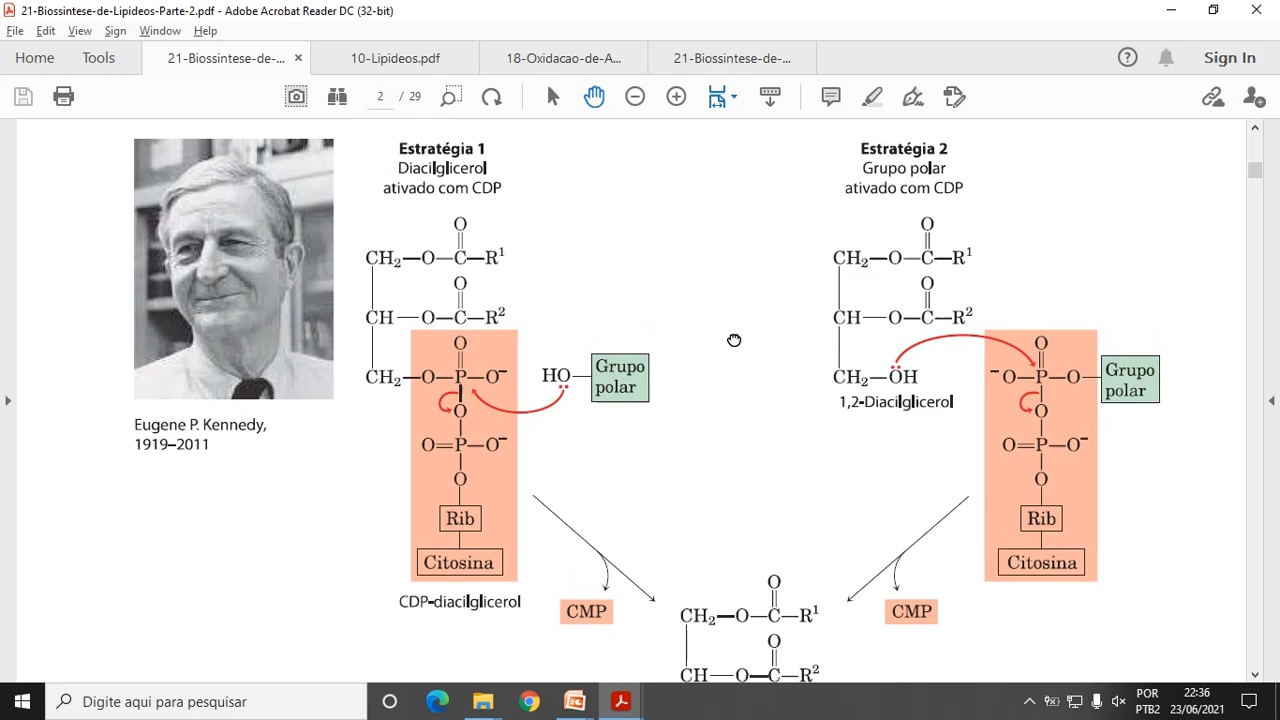 21-Biossintese-de-Lipideos-Parte-2.pdf - Adobe Acrobat Reader DC (32-bit)
File Edit View Sign Window Help
Home Tools 21-Biossintese-de-... 10-Lipideos.pdf 18-Oxidacao-de-A... 21-Biossintese-de-... Sign In
2 / 29
Estratégia 1
Diacilglicerol
ativado com CDP
Estratégia 2
Grupo polar
ativado com CDP
O
CH₂—O—C—R¹
O
CH—O—C—R²
O
CH₂—O—P—O⁻
O
O=P—O⁻
O
Rib
Citosina
CDP-diacilglicerol
HO—Grupo
polar
CMP
O
CH₂—O—C—R¹
O
CH—O—C—R²
CH₂—OH
1,2-Diacilglicerol
O
⁻O—P—O—Grupo
polar
O
O=P—O⁻
O
Rib
Citosina
CMP
Eugene P. Kennedy,
1919–2011
O
CH₂—O—C—R¹
O
CH—O—C—R²
Digite aqui para pesquisar
POR
PTB2
22:36
23/06/2021